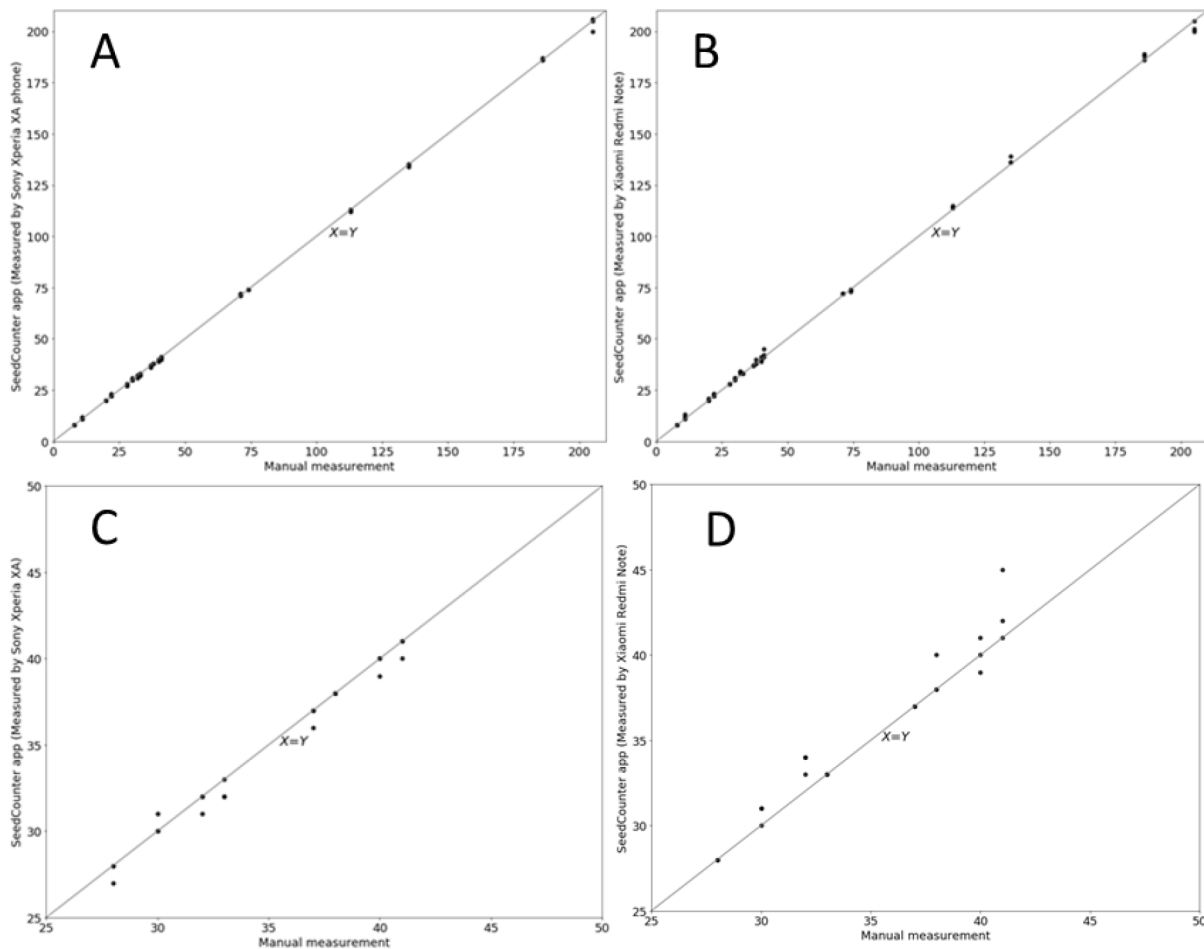 A
SeedCounter app (Measured by Sony Xperia XA phone)
200
175
150
125
100
75
50
25
0
X=Y
0 25 50 75 100 125 150 175 200
Manual measurement
B
SeedCounter app (Measured by Xiaomi Redmi Note)
200
175
150
125
100
75
50
25
0
X=Y
0 25 50 75 100 125 150 175 200
Manual measurement
C
SeedCounter app (Measured by Sony Xperia XA)
50
45
40
35
30
25
X=Y
25 30 35 40 45 50
Manual measurement
D
SeedCounter app (Measured by Xiaomi Redmi Note)
50
45
40
35
30
25
X=Y
25 30 35 40 45 50
Manual measurement